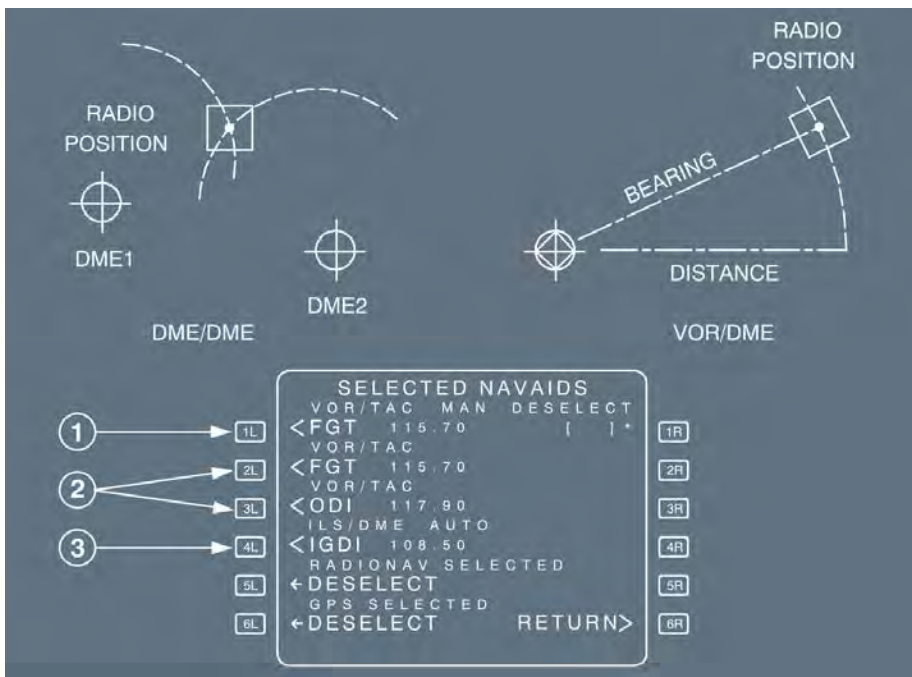 RADIO
POSITION
DME1
DME2
DME/DME
RADIO
POSITION
BEARING
DISTANCE
VOR/DME
SELECTED NAVAIDS
VOR/TAC MAN DESELECT
1 1L <FGT 115.70 [ ]* 1R
VOR/TAC
2L <FGT 115.70 2R
2
VOR/TAC
3L <ODI 117.90 3R
ILS/DME AUTO
3 4L <IGDI 108.50 4R
RADIONAV SELECTED
5L ←DESELECT 5R
GPS SELECTED
6L ←DESELECT RETURN> 6R